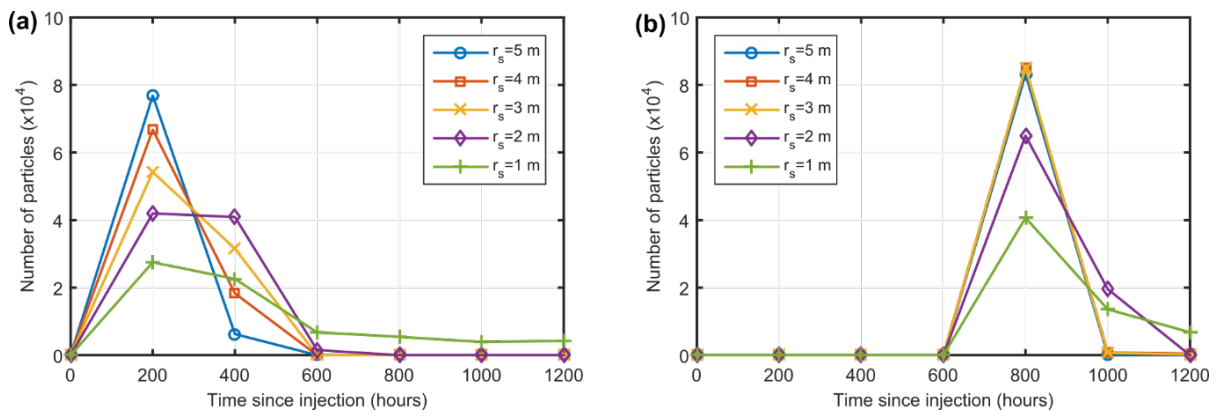 (a)
Number of particles (x10⁴)
10
8
6
4
2
0
rₛ=5 m
rₛ=4 m
rₛ=3 m
rₛ=2 m
rₛ=1 m
0 200 400 600 800 1000 1200
Time since injection (hours)
(b)
Number of particles (x10⁴)
10
8
6
4
2
0
rₛ=5 m
rₛ=4 m
rₛ=3 m
rₛ=2 m
rₛ=1 m
0 200 400 600 800 1000 1200
Time since injection (hours)